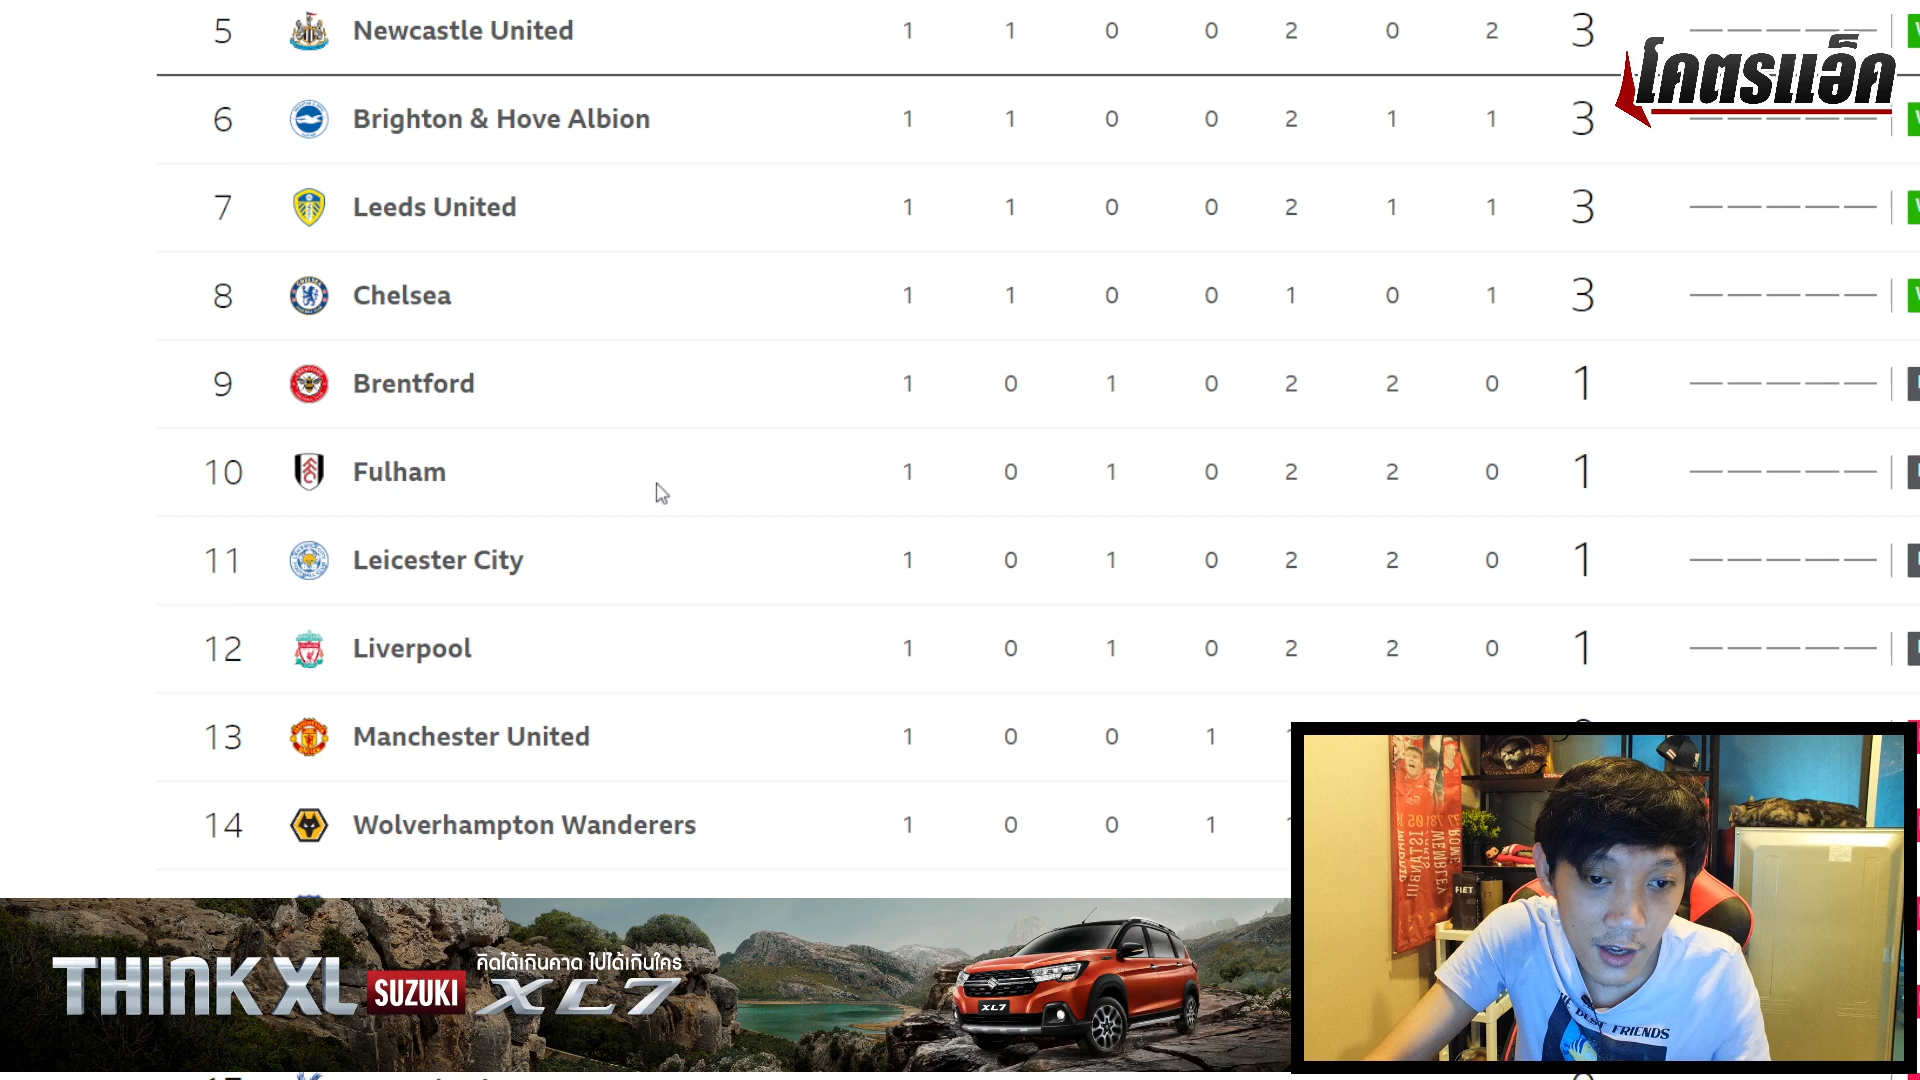 5 Newcastle United 1 1 0 0 2 0 2 3
โคตรแอ็ค
6 Brighton & Hove Albion 1 1 0 0 2 1 1 3
7 Leeds United 1 1 0 0 2 1 1 3
8 Chelsea 1 1 0 0 1 0 1 3
9 Brentford 1 0 1 0 2 2 0 1
10 Fulham 1 0 1 0 2 2 0 1
11 Leicester City 1 0 1 0 2 2 0 1
12 Liverpool 1 0 1 0 2 2 0 1
13 Manchester United 1 0 0 1
14 Wolverhampton Wanderers 1 0 0 1
THINK XL
SUZUKI
คิดได้เกินคาด ไปได้เกินใคร
XL7
XL7
ROME
WEMBLEY
ISTANBUL
BEST FRIENDS